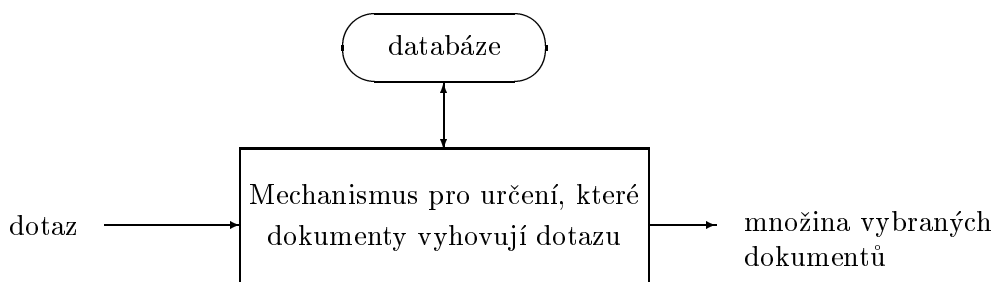 databáze
Mechanismus pro určení, které
dokumenty vyhovují dotazu
dotaz
množina vybraných
dokumentů